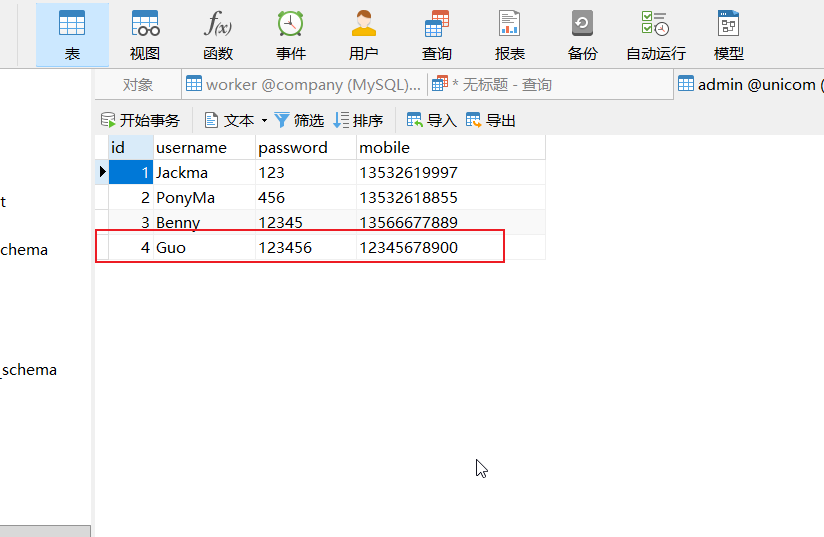 表 视图 f(x) 函数 事件 用户 查询 报表 备份 自动运行 模型
对象 worker @company (MySQL)... * 无标题 - 查询 admin @unicom (
开始事务 文本 筛选 排序 导入 导出
id username password mobile
1 Jackma 123 13532619997
t 2 PonyMa 456 13532618855
3 Benny 12345 13566677889
chema 4 Guo 123456 12345678900
_schema